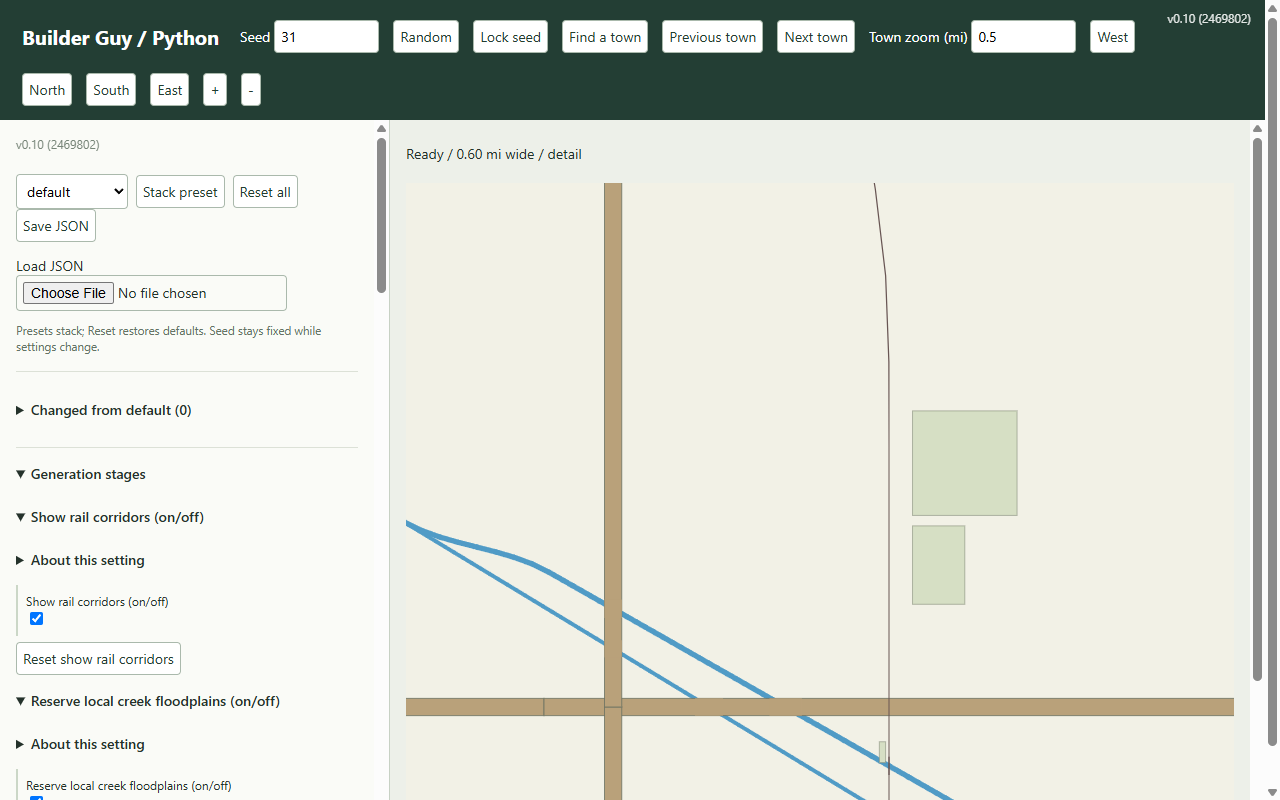 Builder Guy / Python Seed 31 Random Lock seed Find a town Previous town Next town Town zoom (mi) 0.5 West v0.10 (2469802)
North South East + -
v0.10 (2469802)
default Stack preset Reset all
Save JSON
Load JSON
Choose File No file chosen
Presets stack; Reset restores defaults. Seed stays fixed while
settings change.
Changed from default (0)
Generation stages
Show rail corridors (on/off)
About this setting
Show rail corridors (on/off)
Reset show rail corridors
Reserve local creek floodplains (on/off)
About this setting
Reserve local creek floodplains (on/off)
Ready / 0.60 mi wide / detail